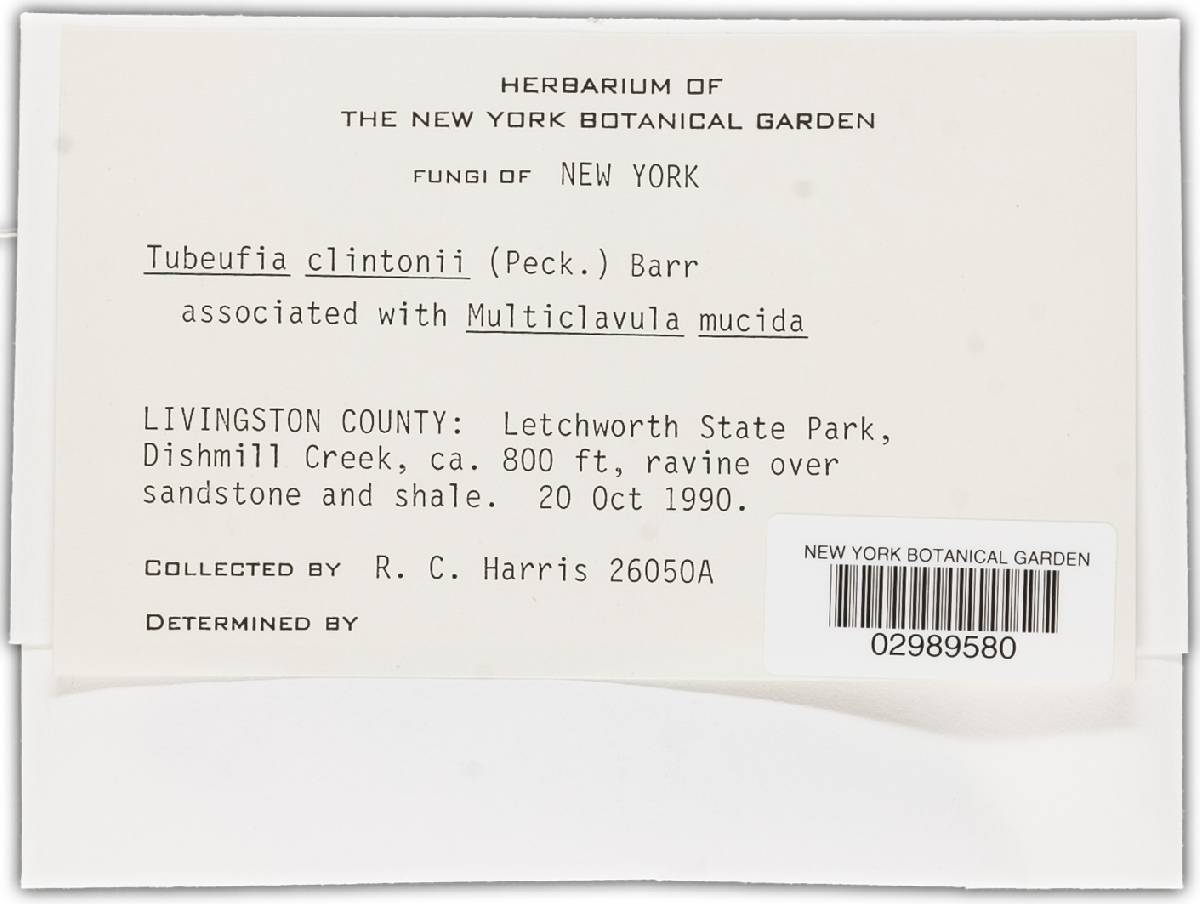 HERBARIUM OF
THE NEW YORK BOTANICAL GARDEN
FUNGI OF NEW YORK
Tubeufia clintonii (Peck.) Barr
associated with Multiclavula mucida
LIVINGSTON COUNTY: Letchworth State Park,
Dishmill Creek, ca. 800 ft, ravine over
sandstone and shale. 20 Oct 1990.
COLLECTED BY R. C. Harris 26050A
DETERMINED BY
NEW YORK BOTANICAL GARDEN
02989580